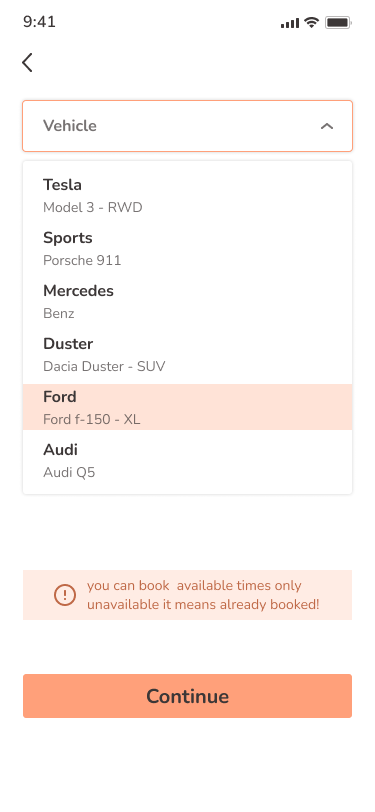 9:41
Vehicle
Tesla
Model 3 - RWD
Sports
Porsche 911
Mercedes
Benz
Duster
Dacia Duster - SUV
Ford
Ford f-150 - XL
Audi
Audi Q5
you can book  available times only
unavailable it means already booked!
Continue